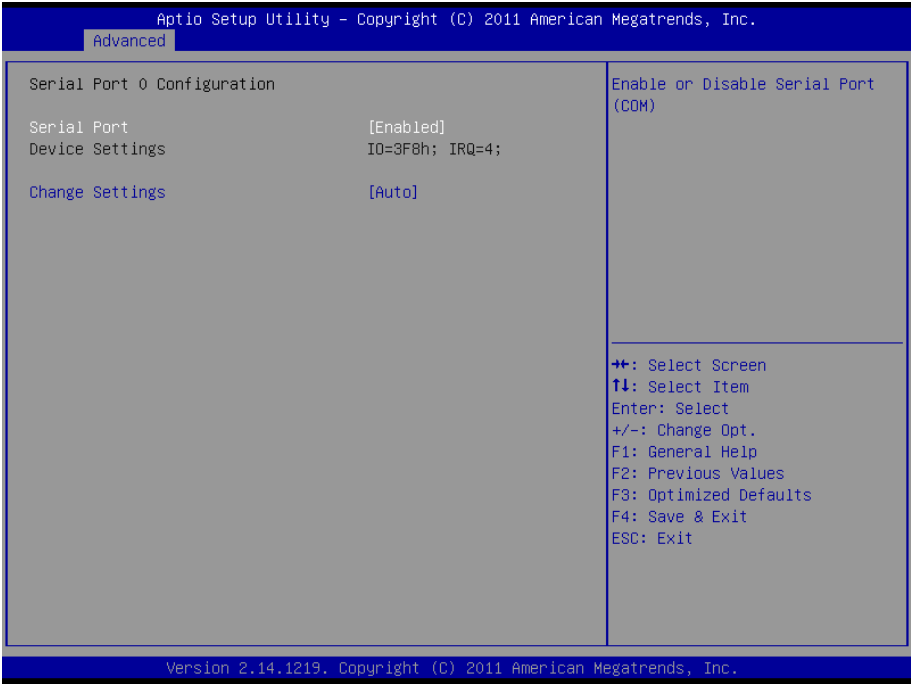 Aptio Setup Utility – Copyright (C) 2011 American Megatrends, Inc.
Advanced
Serial Port 0 Configuration
Serial Port [Enabled]
Device Settings IO=3F8h; IRQ=4;
Change Settings [Auto]
Enable or Disable Serial Port
(COM)
→←: Select Screen
↑↓: Select Item
Enter: Select
+/-: Change Opt.
F1: General Help
F2: Previous Values
F3: Optimized Defaults
F4: Save & Exit
ESC: Exit
Version 2.14.1219. Copyright (C) 2011 American Megatrends, Inc.